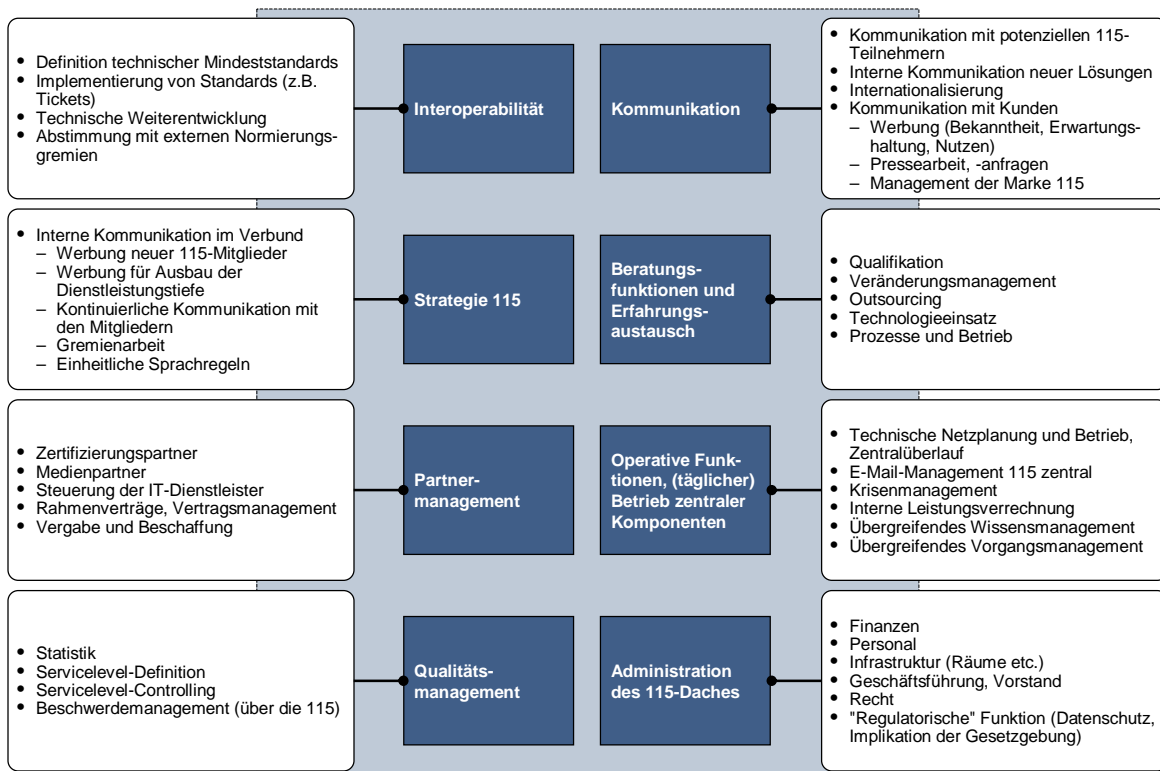 • Definition technischer Mindeststandards
• Implementierung von Standards (z.B.
Tickets)
• Technische Weiterentwicklung
• Abstimmung mit externen Normierungs-
gremien
Interoperabilität
Kommunikation
• Kommunikation mit potenziellen 115-
Teilnehmern
• Interne Kommunikation neuer Lösungen
• Internationalisierung
• Kommunikation mit Kunden
– Werbung (Bekanntheit, Erwartungs-
haltung, Nutzen)
– Pressearbeit, -anfragen
– Management der Marke 115
• Interne Kommunikation im Verbund
– Werbung neuer 115-Mitglieder
– Werbung für Ausbau der
Dienstleistungstiefe
– Kontinuierliche Kommunikation mit
den Mitgliedern
– Gremienarbeit
– Einheitliche Sprachregeln
Strategie 115
Beratungs-
funktionen und
Erfahrungs-
austausch
• Qualifikation
• Veränderungsmanagement
• Outsourcing
• Technologieeinsatz
• Prozesse und Betrieb
• Zertifizierungspartner
• Medienpartner
• Steuerung der IT-Dienstleister
• Rahmenverträge, Vertragsmanagement
• Vergabe und Beschaffung
Partner-
management
Operative Funk-
tionen, (täglicher)
Betrieb zentraler
Komponenten
• Technische Netzplanung und Betrieb,
Zentralüberlauf
• E-Mail-Management 115 zentral
• Krisenmanagement
• Interne Leistungsverrechnung
• Übergreifendes Wissensmanagement
• Übergreifendes Vorgangsmanagement
• Statistik
• Servicelevel-Definition
• Servicelevel-Controlling
• Beschwerdemanagement (über die 115)
Qualitäts-
management
Administration
des 115-Daches
• Finanzen
• Personal
• Infrastruktur (Räume etc.)
• Geschäftsführung, Vorstand
• Recht
• "Regulatorische" Funktion (Datenschutz,
Implikation der Gesetzgebung)